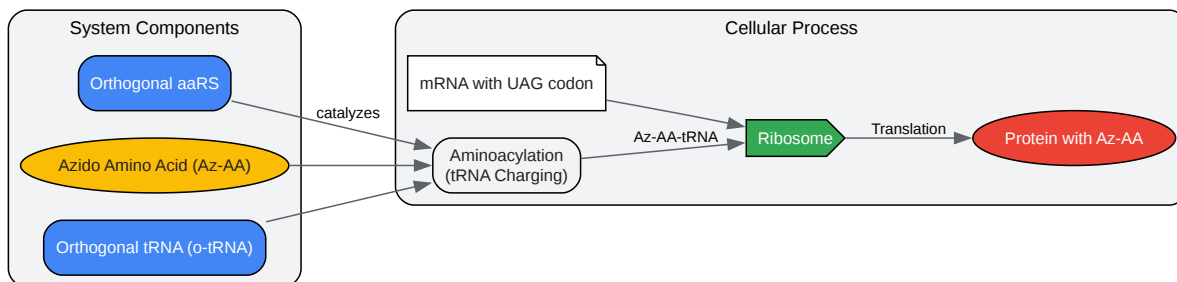 System Components
Orthogonal aaRS
Azido Amino Acid (Az-AA)
Orthogonal tRNA (o-tRNA)
catalyzes
Cellular Process
mRNA with UAG codon
Aminoacylation
(tRNA Charging)
Az-AA-tRNA
Ribosome
Translation
Protein with Az-AA